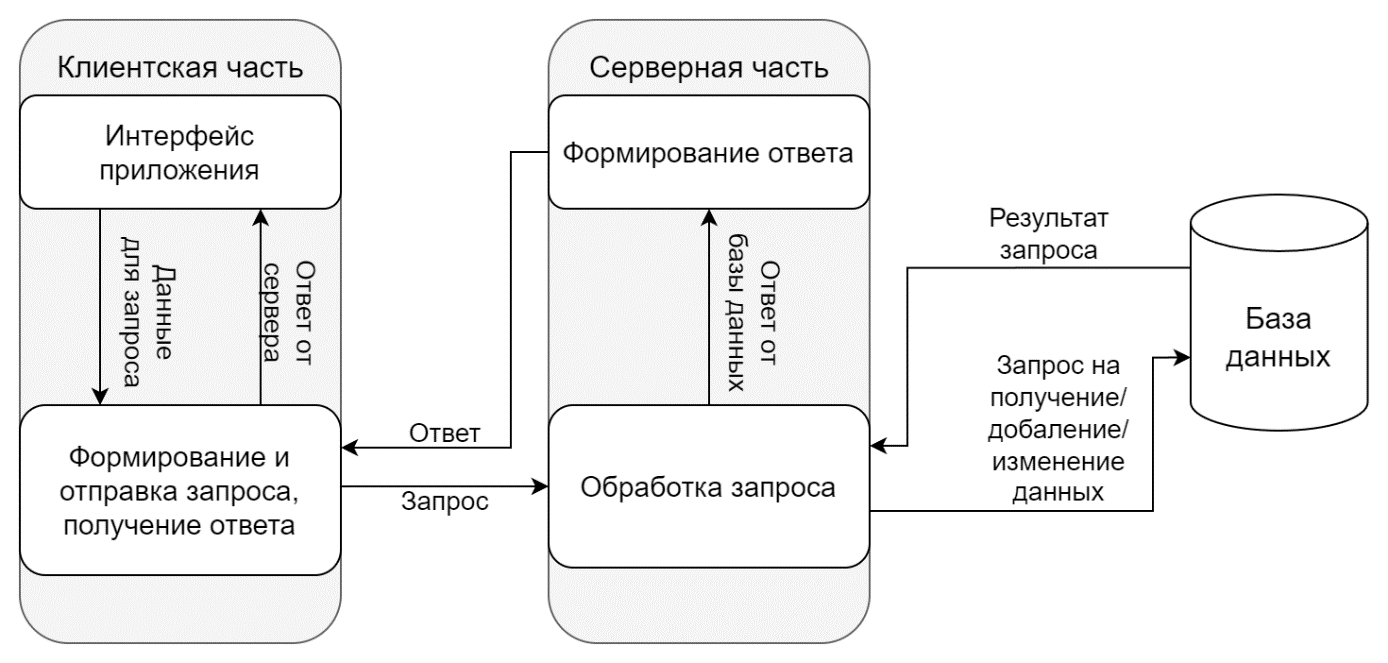 Клиентская часть
Интерфейс
приложения
Данные
для запроса
Ответ от
сервера
Формирование и
отправка запроса,
получение ответа
Ответ
Запрос
Серверная часть
Формирование ответа
Ответ от
базы данных
Обработка запроса
Результат
запроса
Запрос на
получение/
добаление/
изменение
данных
База
данных